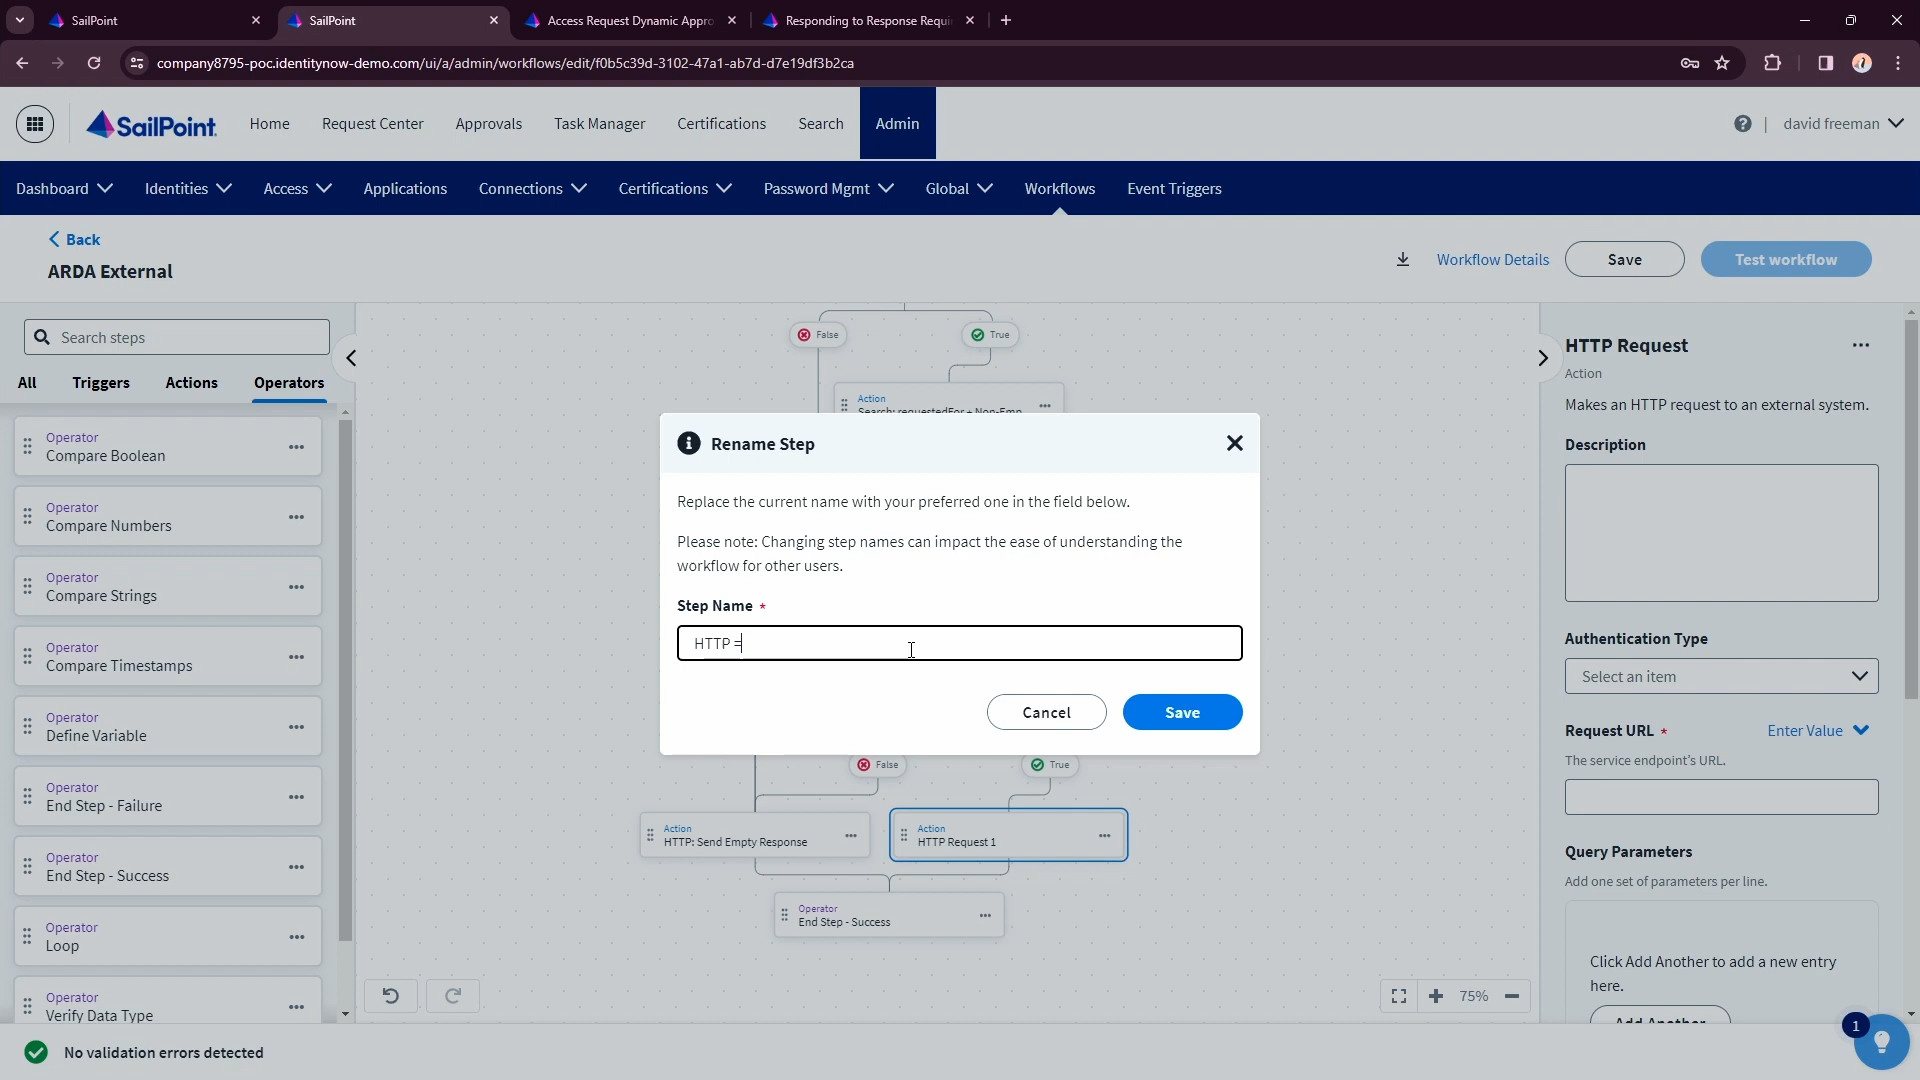 SailPoint
SailPoint
Access Request Dynamic Appro
Responding to Response Requi
company8795-poc.identitynow-demo.com/ui/a/admin/workflows/edit/f0b5c39d-3102-47a1-ab7d-d7e19df3b2ca
SailPoint
Home
Request Center
Approvals
Task Manager
Certifications
Search
Admin
david freeman
Dashboard
Identities
Access
Applications
Connections
Certifications
Password Mgmt
Global
Workflows
Event Triggers
Back
ARDA External
Workflow Details
Save
Test workflow
Search steps
All
Triggers
Actions
Operators
Operator
Compare Boolean
Operator
Compare Numbers
Operator
Compare Strings
Operator
Compare Timestamps
Operator
Define Variable
Operator
End Step - Failure
Operator
End Step - Success
Operator
Loop
Operator
Verify Data Type
False
True
Action
Search: requestedFor + Non-Emp
Rename Step
Replace the current name with your preferred one in the field below.
Please note: Changing step names can impact the ease of understanding the
workflow for other users.
Step Name *
HTTP =
Cancel
Save
False
True
Action
HTTP: Send Empty Response
Action
HTTP Request 1
Operator
End Step - Success
75%
HTTP Request
Action
Makes an HTTP request to an external system.
Description
Authentication Type
Select an item
Request URL *
Enter Value
The service endpoint's URL.
Query Parameters
Add one set of parameters per line.
Click Add Another to add a new entry
here.
Add Another
1
No validation errors detected